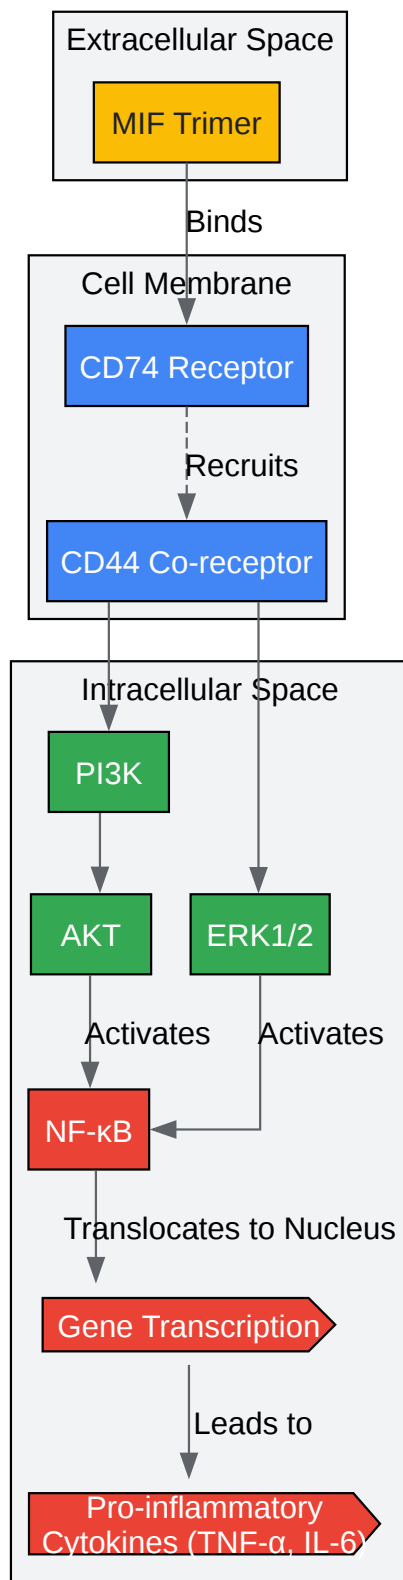 Extracellular Space
MIF Trimer
Binds
Cell Membrane
CD74 Receptor
Recruits
CD44 Co-receptor
Intracellular Space
PI3K
AKT
ERK1/2
Activates
Activates
NF-κB
Translocates to Nucleus
Gene Transcription
Leads to
Pro-inflammatory
Cytokines (TNF-α, IL-6)